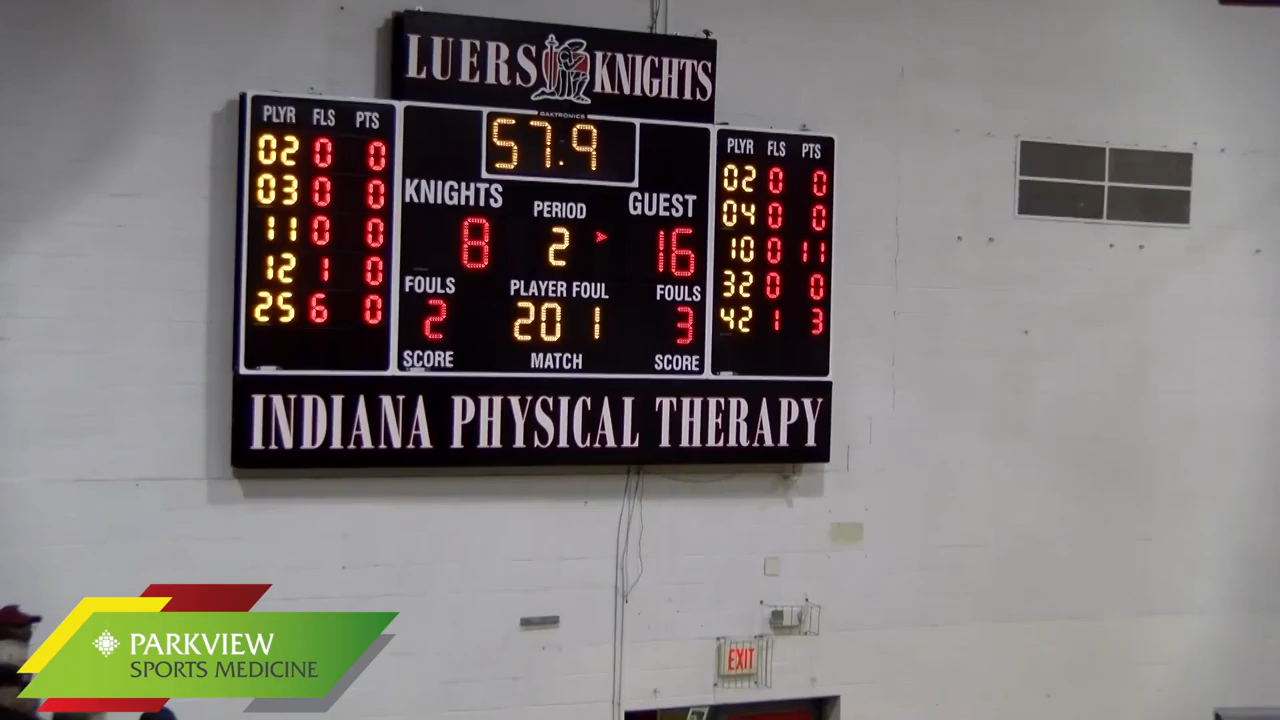 LUERS KNIGHTS
DAKTRONICS
57.9
PLYR FLS PTS
02 0 0
03 0 0
11 0 0
12 1 0
25 6 0
KNIGHTS PERIOD GUEST
8 2 16
FOULS PLAYER FOUL FOULS
2 20 1 3
SCORE MATCH SCORE
PLYR FLS PTS
02 0 0
04 0 0
10 0 11
32 0 0
42 1 3
INDIANA PHYSICAL THERAPY
EXIT
PARKVIEW
SPORTS MEDICINE